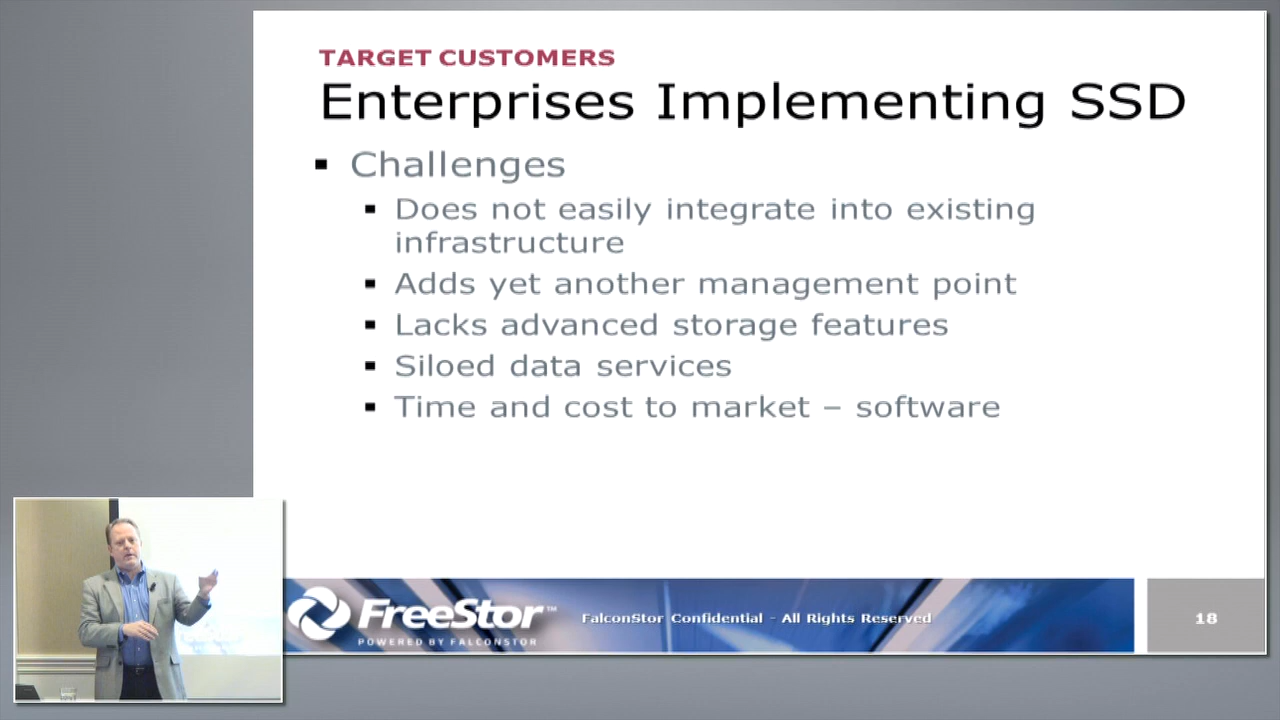 TARGET CUSTOMERS
Enterprises Implementing SSD
Challenges
Does not easily integrate into existing
infrastructure
Adds yet another management point
Lacks advanced storage features
Siloed data services
Time and cost to market – software
FreeStor™
POWERED BY FALCONSTOR
FalconStor Confidential - All Rights Reserved
18